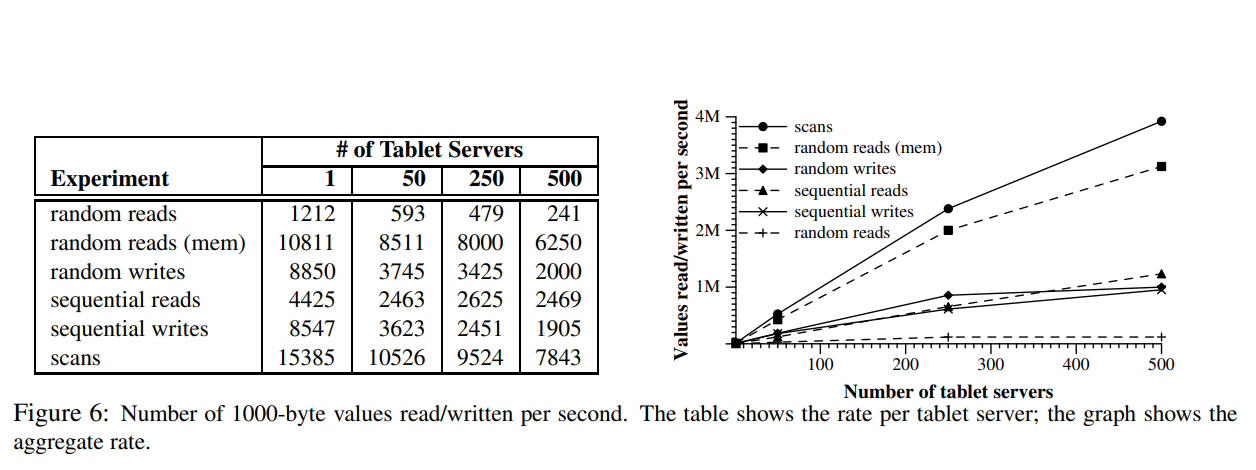 # of Tablet Servers
Experiment 1 50 250 500
random reads 1212 593 479 241
random reads (mem) 10811 8511 8000 6250
random writes 8850 3745 3425 2000
sequential reads 4425 2463 2625 2469
sequential writes 8547 3623 2451 1905
scans 15385 10526 9524 7843
Values read/written per second
4M
3M
2M
1M
scans
random reads (mem)
random writes
sequential reads
sequential writes
random reads
100 200 300 400 500
Number of tablet servers
Figure 6: Number of 1000-byte values read/written per second. The table shows the rate per tablet server; the graph shows the
aggregate rate.